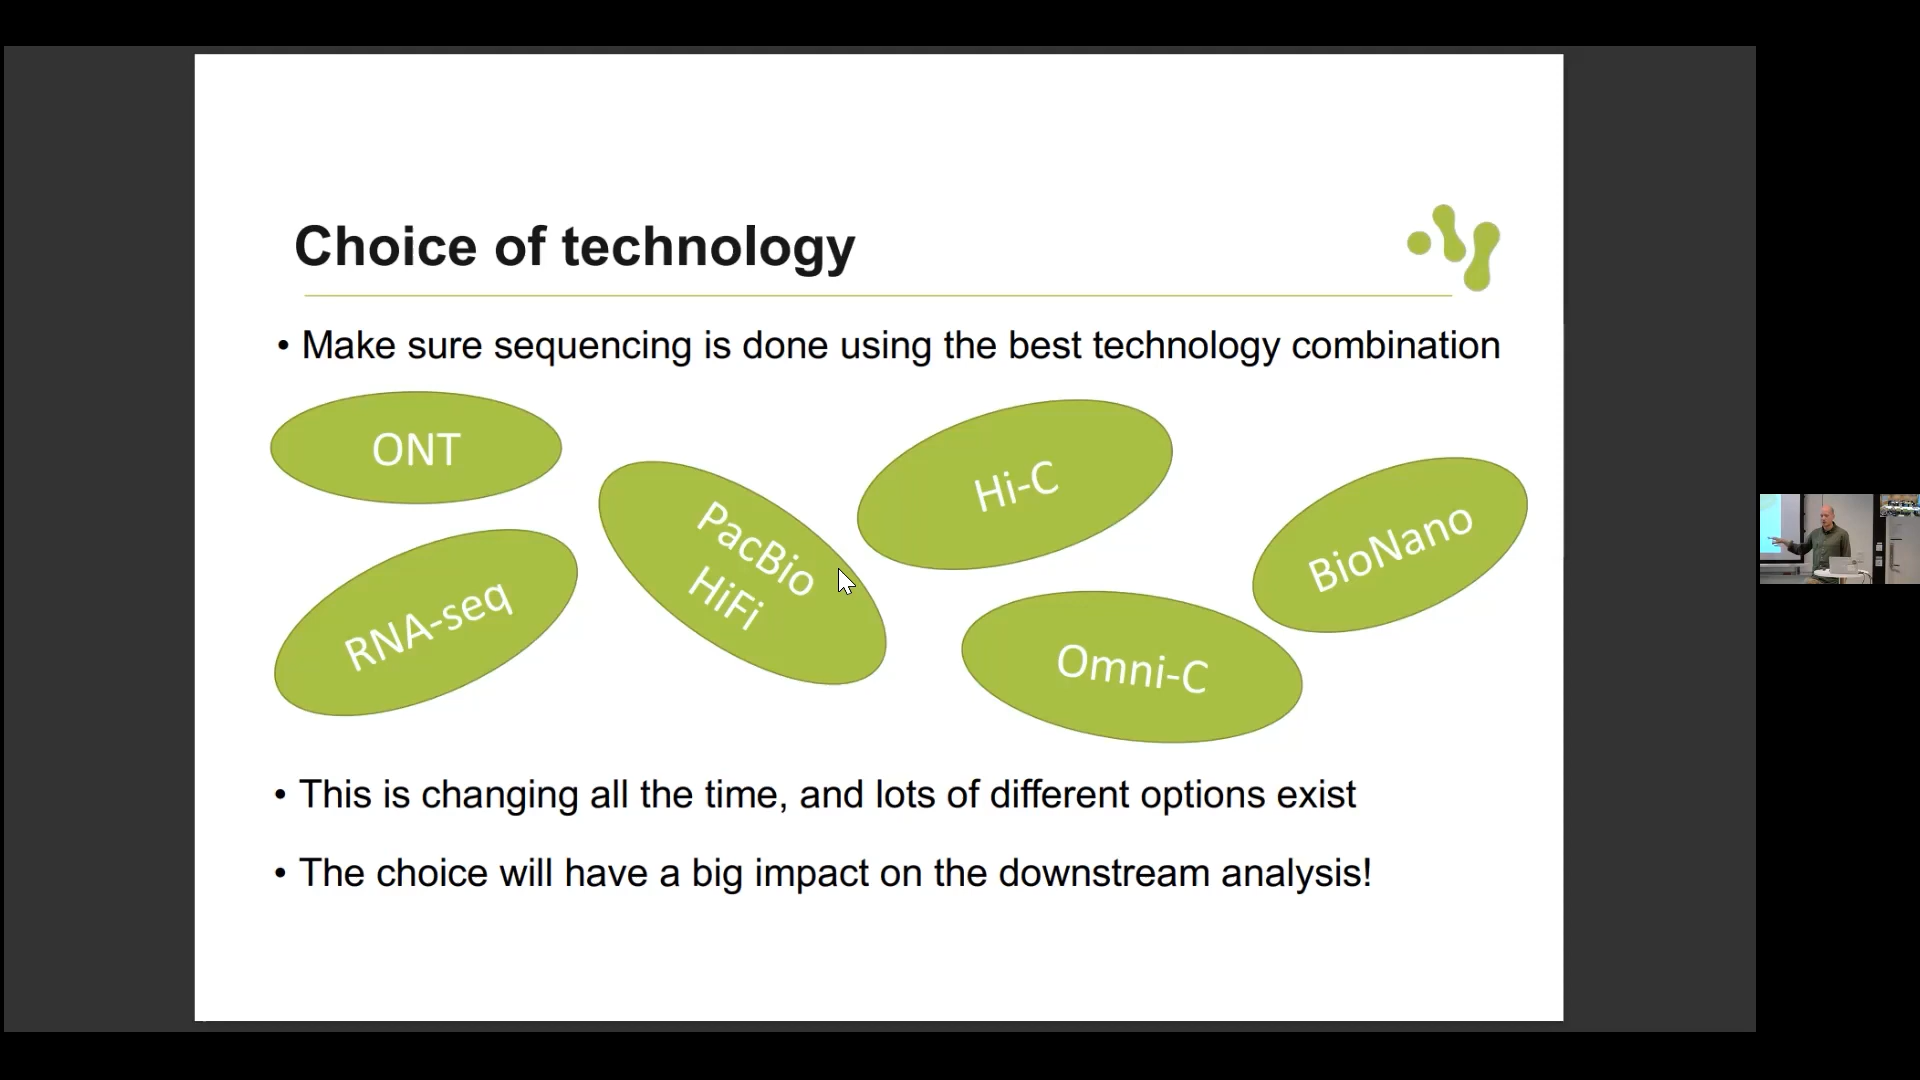 Choice of technology
• Make sure sequencing is done using the best technology combination
ONT
PacBio
HiFi
Hi-C
BioNano
RNA-seq
Omni-C
• This is changing all the time, and lots of different options exist
• The choice will have a big impact on the downstream analysis!